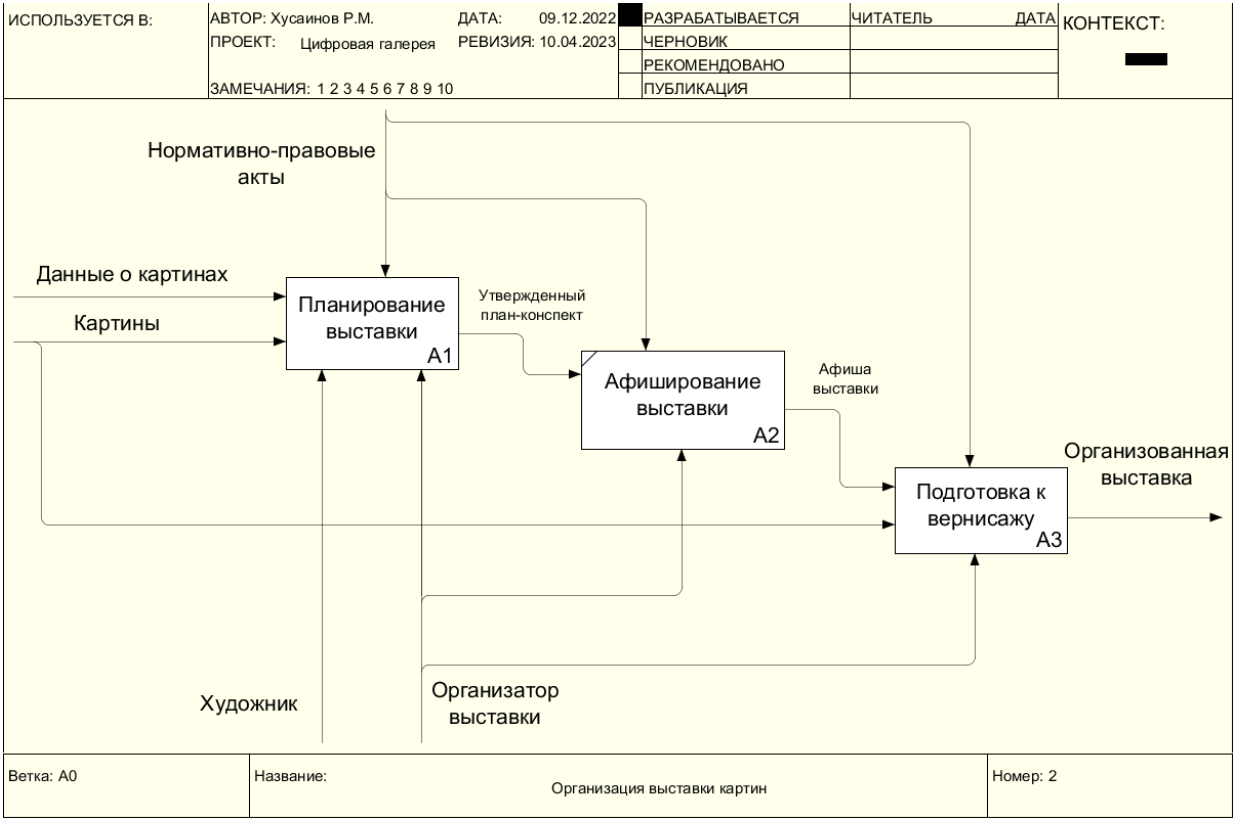 ИСПОЛЬЗУЕТСЯ В:
АВТОР: Хусаинов Р.М.
ДАТА: 09.12.2022
ПРОЕКТ: Цифровая галерея
РЕВИЗИЯ: 10.04.2023
ЗАМЕЧАНИЯ: 1 2 3 4 5 6 7 8 9 10
РАЗРАБАТЫВАЕТСЯ
ЧЕРНОВИК
РЕКОМЕНДОВАНО
ПУБЛИКАЦИЯ
ЧИТАТЕЛЬ ДАТА
КОНТЕКСТ:
Нормативно-правовые
акты
Данные о картинах
Картины
Планирование
выставки
A1
Утвержденный
план-конспект
Афиширование
выставки
A2
Афиша
выставки
Подготовка к
вернисажу
A3
Организованная
выставка
Художник
Организатор
выставки
Ветка: A0
Название:
Организация выставки картин
Номер: 2